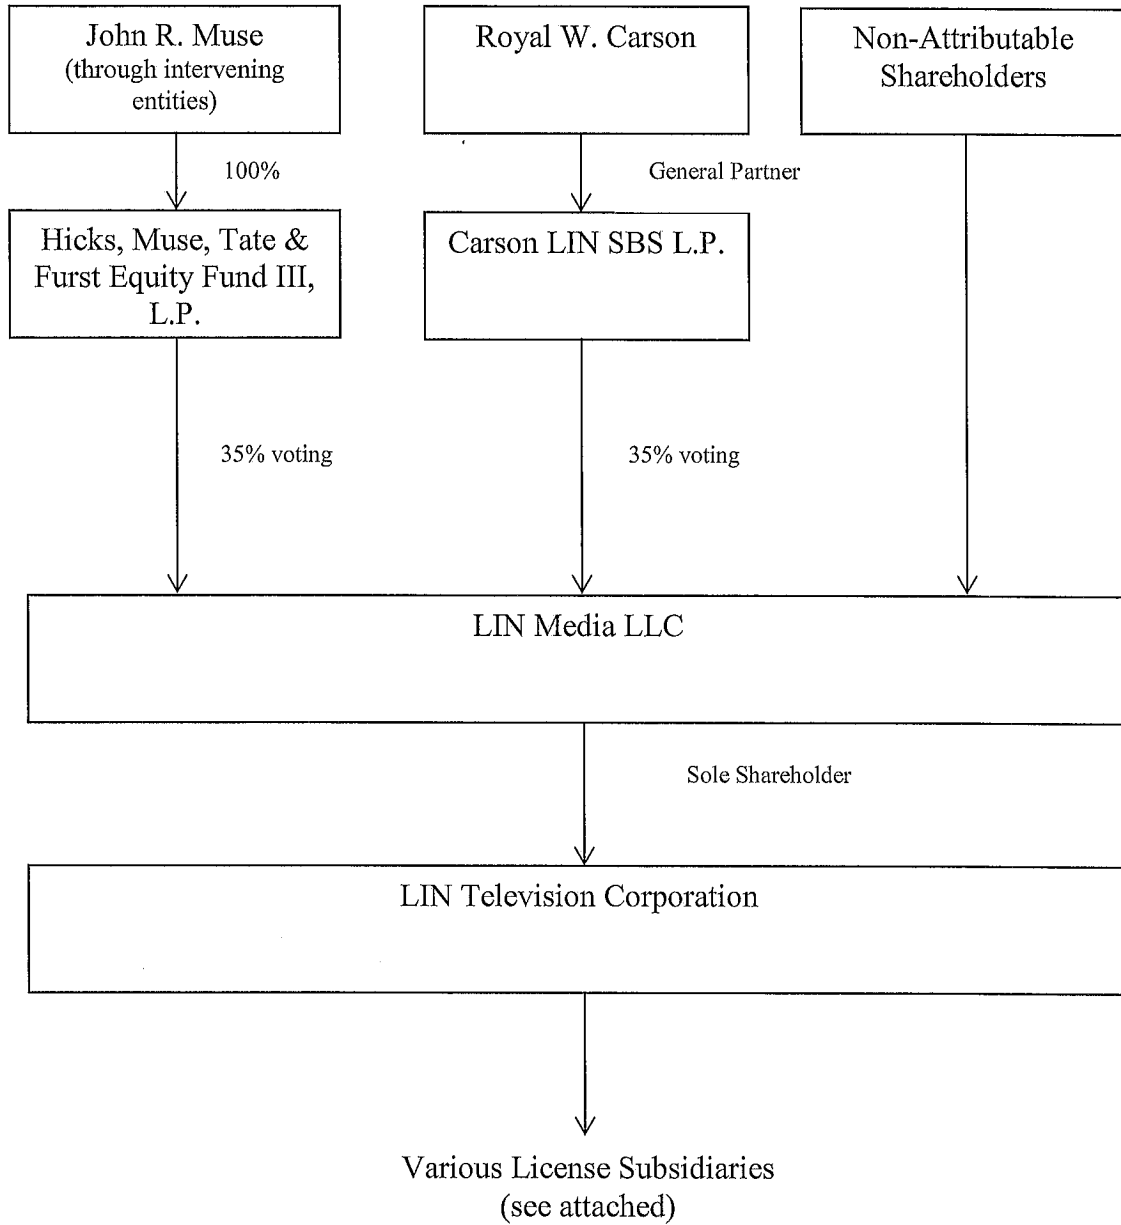 John R. Muse
(through intervening
entities)
Royal W. Carson
Non-Attributable
Shareholders
100%
General Partner
Hicks, Muse, Tate &
Furst Equity Fund III,
L.P.
Carson LIN SBS L.P.
35% voting
35% voting
LIN Media LLC
Sole Shareholder
LIN Television Corporation
Various License Subsidiaries
(see attached)